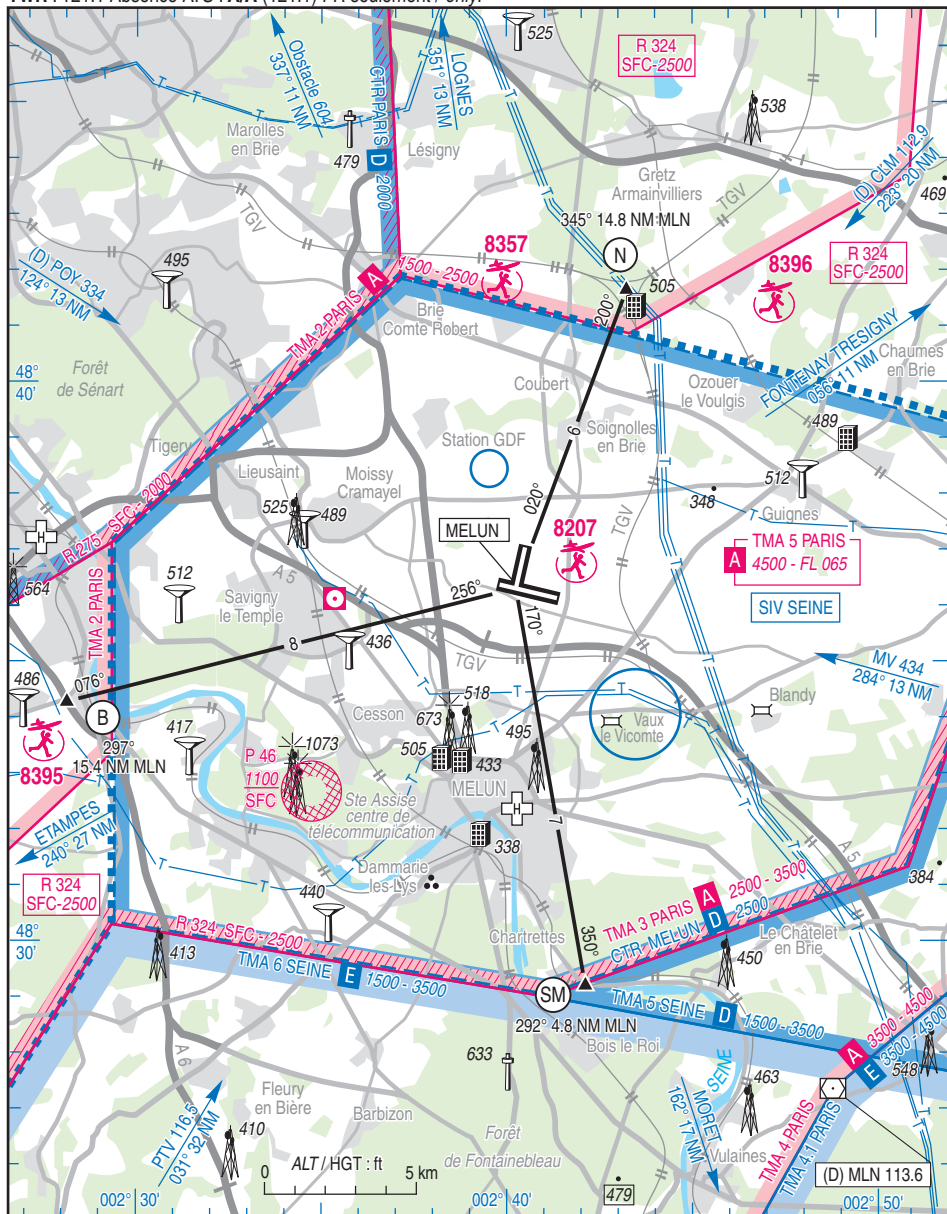 525
R 324
SFC-2500
Obstacle 604
337° 11 NM
LOGNES
351° 13 NM
538
Marolles
en Brie
479
CTR PARIS D 2000
Lésigny
Gretz
Armainvilliers
TGV
TGV
(D) CLM 112.9
223° 20 NM
469
345° 14.8 NM MLN
N
8357
8396
R 324
SFC-2500
(D) POY 334
124° 13 NM
495
A
1500 - 2500
505
TMA 2 PARIS
Brie
Comte Robert
200°
Forêt
de Sénart
48°
40'
FONTENAY TRESIGNY
056° 11 NM
Chaumes
en Brie
Coubert
Ozouer
le Voulgis
9
Soignolles
en Brie
489
Tigery
Station GDF
Lieusaint
Moissy
Cramayel
512
525
489
020°
348
Guignes
R 275 SFC - 2000
H
MELUN
8207
TGV
TMA 5 PARIS
A
4500 - FL 065
564
A 5
512
Savigny
le Temple
256°
170°
SIV SEINE
TMA 2 PARIS
8
436
TGV
MV 434
284° 13 NM
076°
486
B
Cesson
518
673
Blandy
Vaux
le Vicomte
8395
297°
15.4 NM MLN
417
1073
P 46
1100
SFC
505
433
495
MELUN
H
Ste Assise
centre de
télécommunication
7
ETAMPES
240° 27 NM
338
A 5
Dammarie
les Lys
384
R 324
SFC-2500
440
TMA 3 PARIS A 2500 - 3500
CTR MELUN D 2500
48°
30'
R 324 SFC - 2500
Chartrettes
350°
Le Châtelet
en Brie
413
TMA 6 SEINE E 1500 - 3500
450
SM
TMA 5 SEINE D 1500 - 3500
292° 4.8 NM MLN
Bois le Roi
A 3500 - 4500
E 3500 - 4500
A 6
633
SEINE
548
463
Fleury
en Bière
Barbizon
MORET
162° 17 NM
PTV 116.5
031° 32 NM
410
Forêt
de Fontainebleau
Vulaines
TMA 4 PARIS
TMA 4.1 PARIS
ALT / HGT : ft
0
5 km
479
(D) MLN 113.6
002° 30'
002° 40'
002° 50'